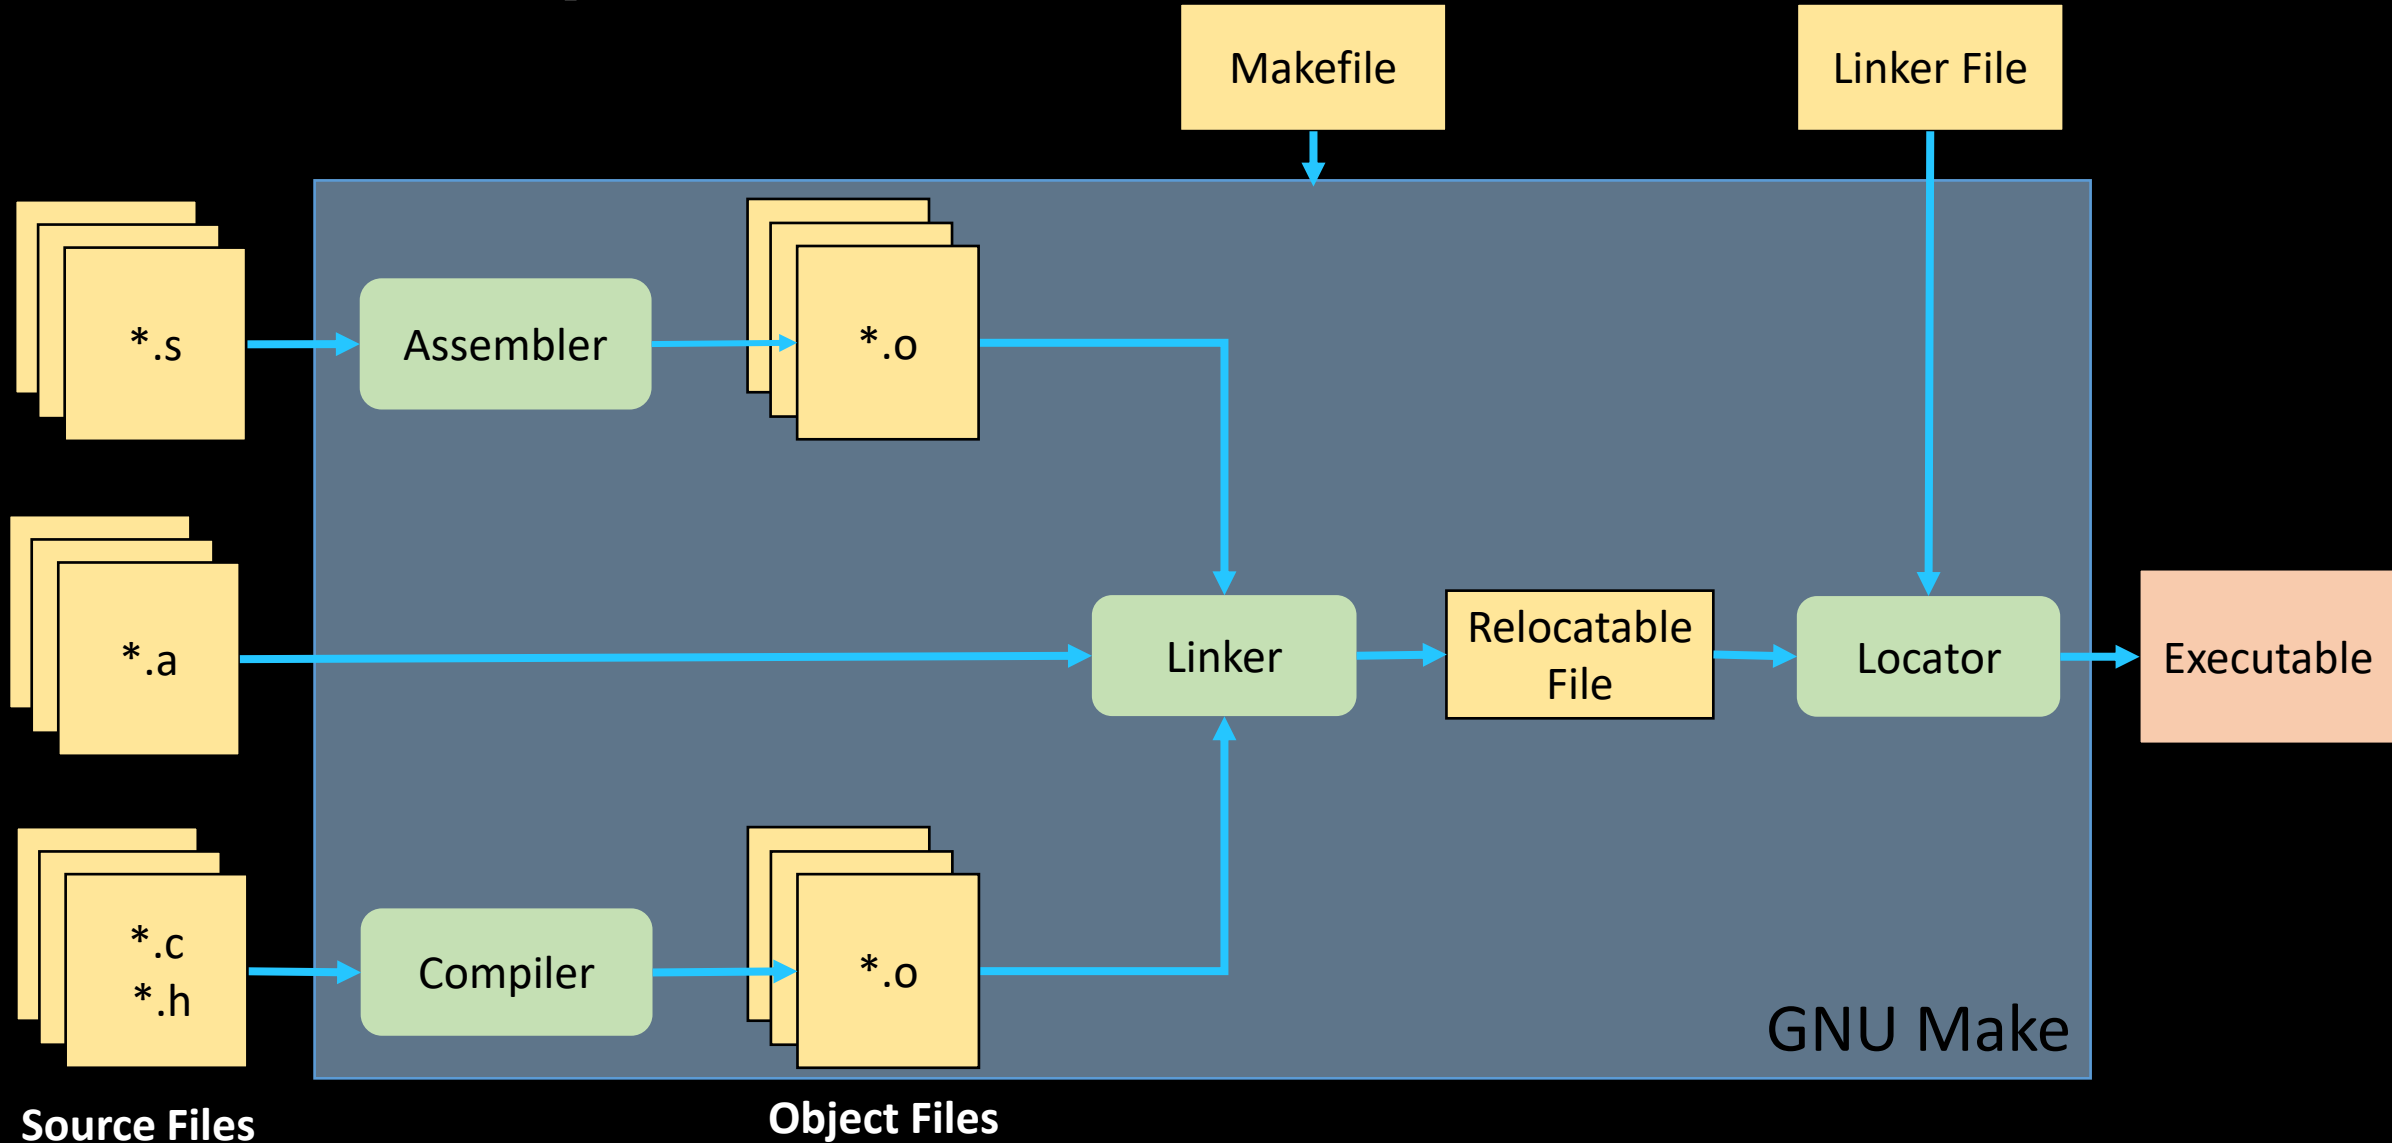 Makefile
Linker File
*.s
Assembler
*.o
*.a
Linker
Relocatable
File
Locator
Executable
*.c
*.h
Compiler
*.o
GNU Make
Source Files
Object Files